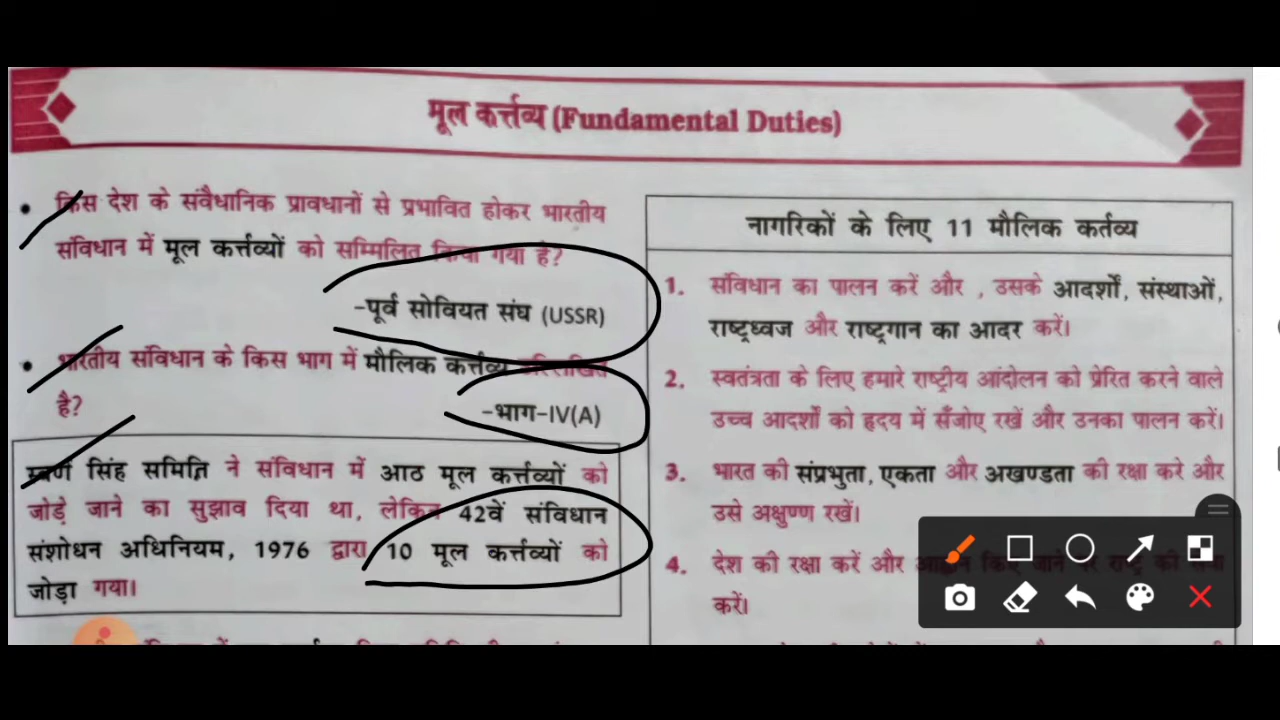 मूल कर्त्तव्य (Fundamental Duties)
• किस देश के संवैधानिक प्रावधानों से प्रभावित होकर भारतीय
संविधान में मूल कर्त्तव्यों को सम्मिलित किया गया है?
-पूर्व सोवियत संघ (USSR)
• भारतीय संविधान के किस भाग में मौलिक कर्त्तव्य उल्लिखित
है?
-भाग-IV(A)
स्वर्ण सिंह समिति ने संविधान में आठ मूल कर्त्तव्यों को
जोड़े जाने का सुझाव दिया था, लेकिन 42वें संविधान
संशोधन अधिनियम, 1976 द्वारा 10 मूल कर्त्तव्यों को
जोड़ा गया।
नागरिकों के लिए 11 मौलिक कर्तव्य
1. संविधान का पालन करें और , उसके आदर्शों, संस्थाओं,
राष्ट्रध्वज और राष्ट्रगान का आदर करें।
2. स्वतंत्रता के लिए हमारे राष्ट्रीय आंदोलन को प्रेरित करने वाले
उच्च आदर्शों को हृदय में सँजोए रखें और उनका पालन करें।
3. भारत की संप्रभुता, एकता और अखण्डता की रक्षा करे और
उसे अक्षुण्ण रखें।
4. देश की रक्षा करें और
करें।